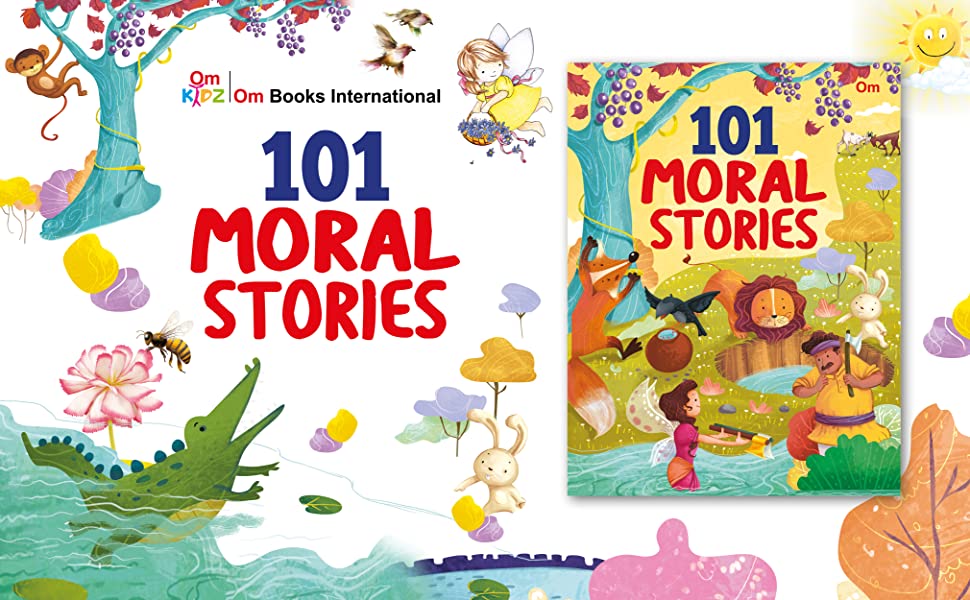 Om
KiDZ
Om Books International
101
MORAL
STORIES
Om
101
MORAL
STORIES